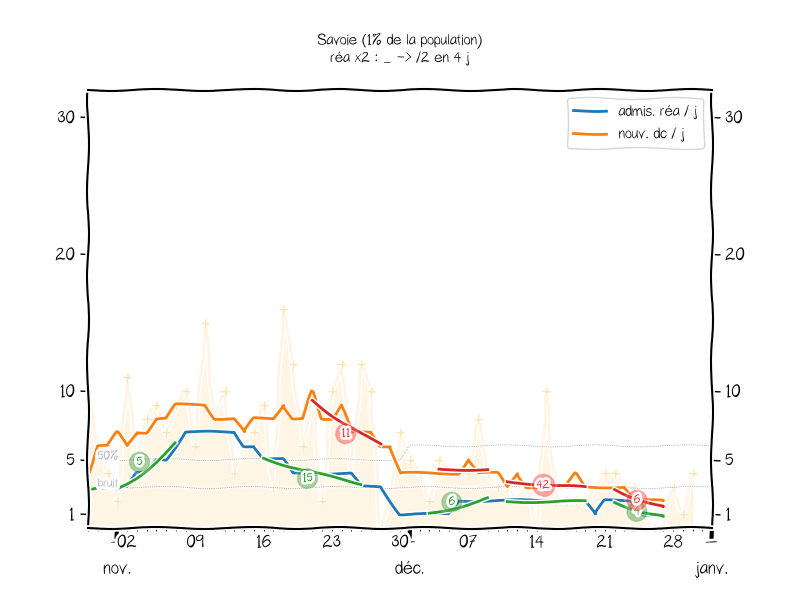 Savoie (1% de la population)
réa x2 : _ -> /2 en 4 j
admis. réa / j
nouv. dc / j
30 30
20 20
10 10
5 5
1 1
50%
bruit
5
15
11
6
42
6
4
02 09 16 23 30 07 14 21 28
nov. déc. janv.